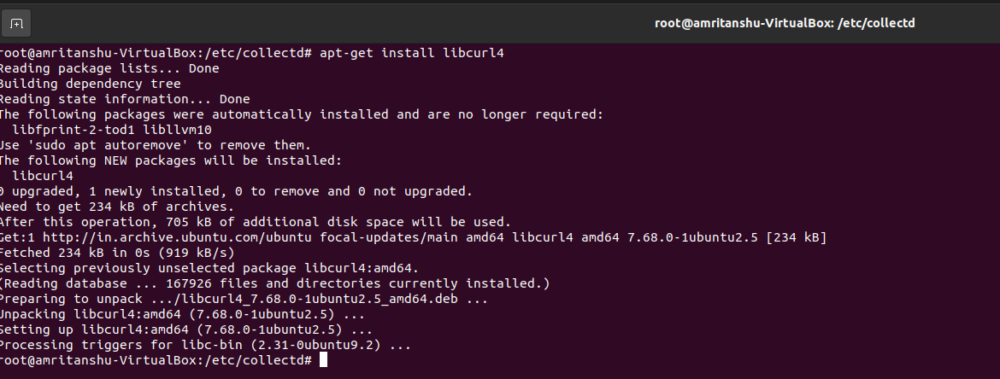 root@amritanshu-VirtualBox: /etc/collectd
root@amritanshu-VirtualBox:/etc/collectd# apt-get install libcurl4
Reading package lists... Done
Building dependency tree
Reading state information... Done
The following packages were automatically installed and are no longer required:
  libfprint-2-tod1 libllvm10
Use 'sudo apt autoremove' to remove them.
The following NEW packages will be installed:
  libcurl4
0 upgraded, 1 newly installed, 0 to remove and 0 not upgraded.
Need to get 234 kB of archives.
After this operation, 705 kB of additional disk space will be used.
Get:1 http://in.archive.ubuntu.com/ubuntu focal-updates/main amd64 libcurl4 amd64 7.68.0-1ubuntu2.5 [234 kB]
Fetched 234 kB in 0s (919 kB/s)
Selecting previously unselected package libcurl4:amd64.
(Reading database ... 167926 files and directories currently installed.)
Preparing to unpack .../libcurl4_7.68.0-1ubuntu2.5_amd64.deb ...
Unpacking libcurl4:amd64 (7.68.0-1ubuntu2.5) ...
Setting up libcurl4:amd64 (7.68.0-1ubuntu2.5) ...
Processing triggers for libc-bin (2.31-0ubuntu9.2) ...
root@amritanshu-VirtualBox:/etc/collectd#